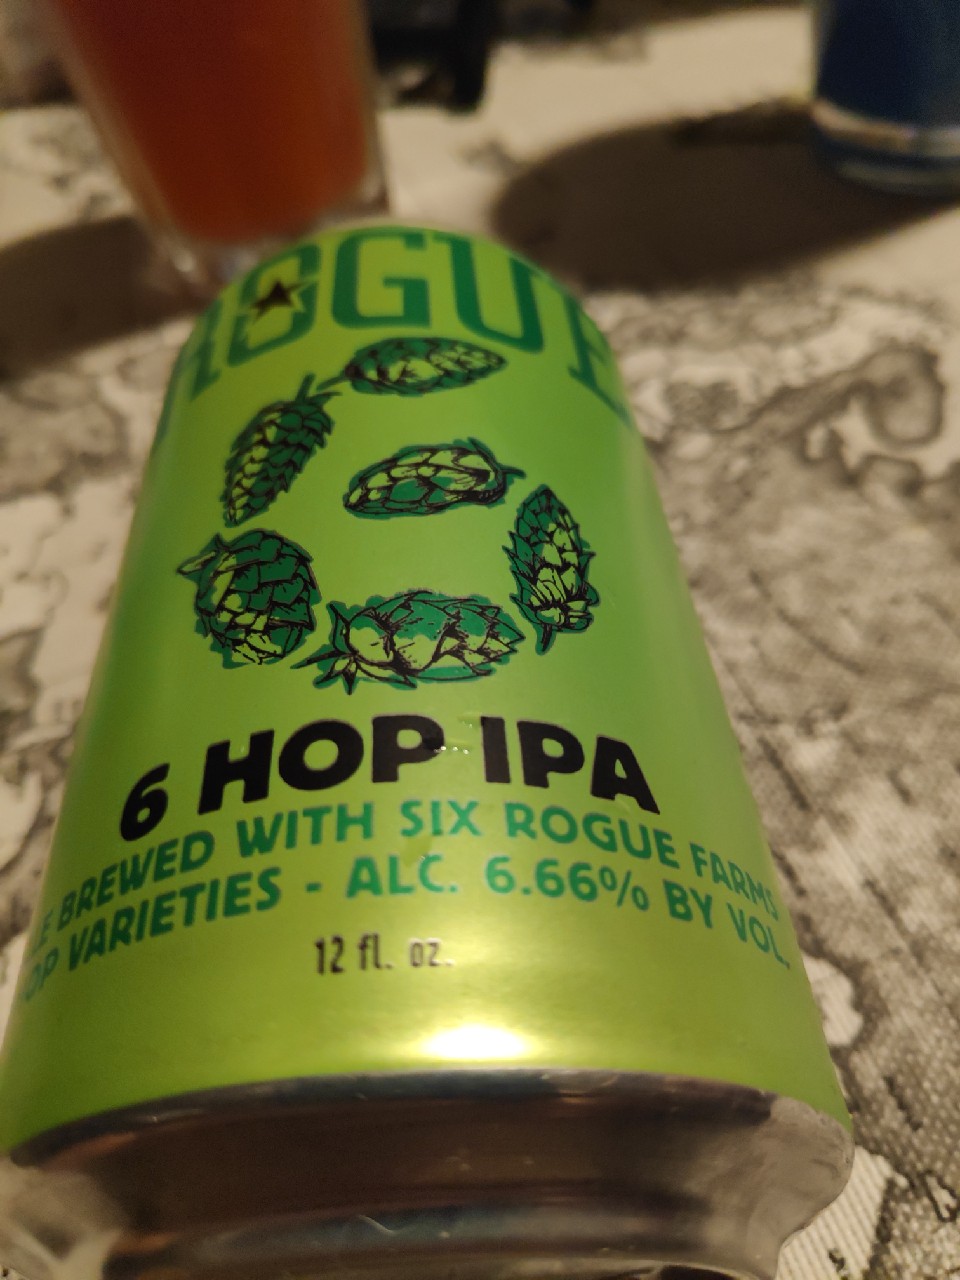 ROGUE
6 HOP IPA
BREWED WITH SIX ROGUE FARMS
VARIETIES - ALC. 6.66% BY VOL.
12 fl. oz.